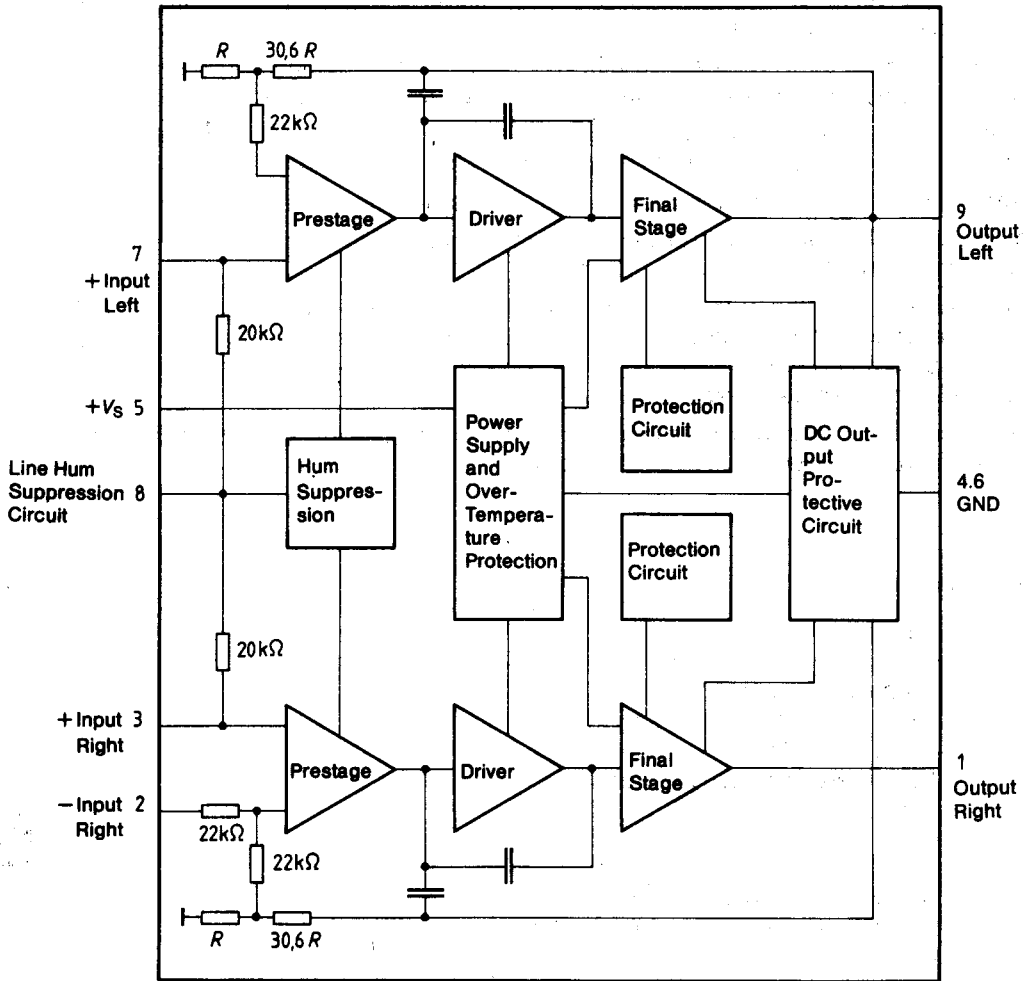 R
30,6 R
22kΩ
Prestage
Driver
Final
Stage
9
Output
Left
7
+Input
Left
20kΩ
+VS 5
Power
Supply
and
Over-
Tempera-
ture
Protection
Protection
Circuit
DC Out-
put
Pro-
tective
Circuit
Line Hum
Suppression 8
Circuit
Hum
Suppres-
sion
4.6
GND
Protection
Circuit
20kΩ
+Input 3
Right
Prestage
Driver
Final
Stage
1
Output
Right
-Input 2
Right
22kΩ
22kΩ
R
30,6 R